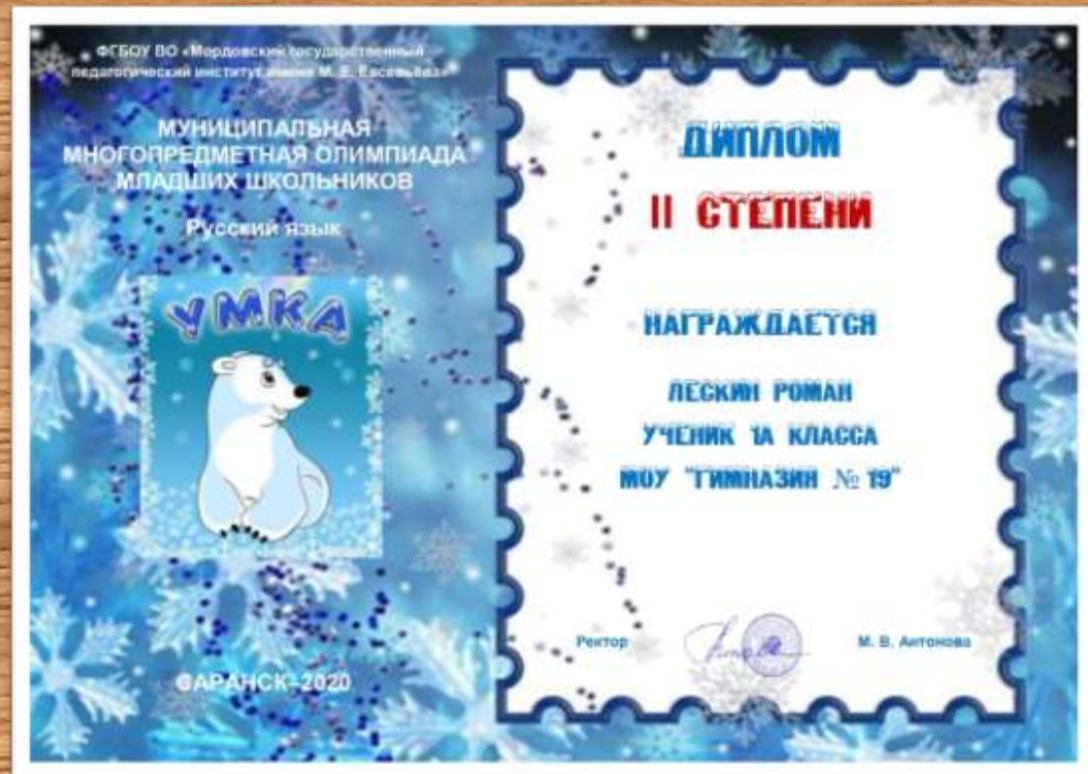 ФГБОУ ВО «Мордовский государственный
педагогический институт имени М. Е. Евсевьева»
МУНИЦИПАЛЬНАЯ
МНОГОПРЕДМЕТНАЯ ОЛИМПИАДА
МЛАДШИХ ШКОЛЬНИКОВ
Русский язык
УМКА
САРАНСК–2020
ДИПЛОМ
II СТЕПЕНИ
НАГРАЖДАЕТСЯ
ЛЕСКИН РОМАН
УЧЕНИК 1А КЛАССА
МОУ "ГИМНАЗИЯ № 19"
Ректор
М. В. Антонова